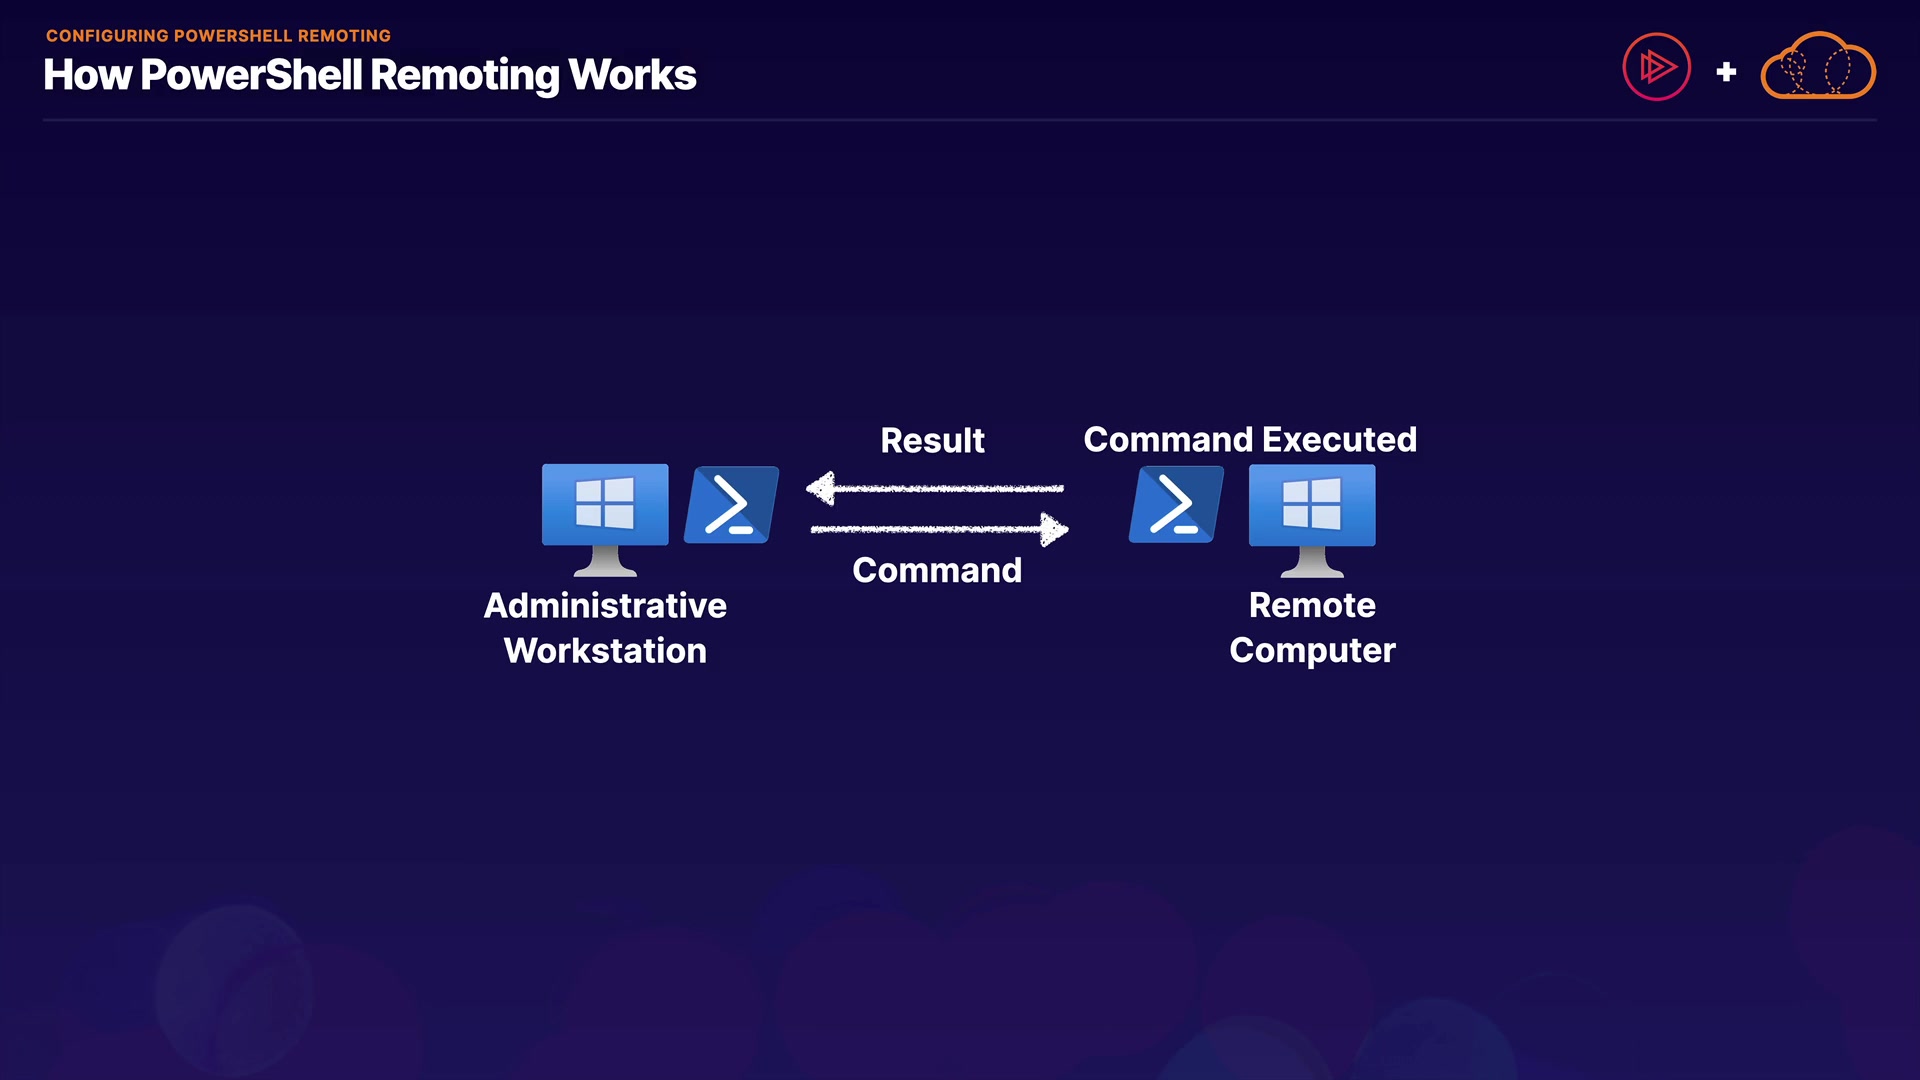 CONFIGURING POWERSHELL REMOTING
How PowerShell Remoting Works
Result
Command Executed
Command
Administrative
Workstation
Remote
Computer